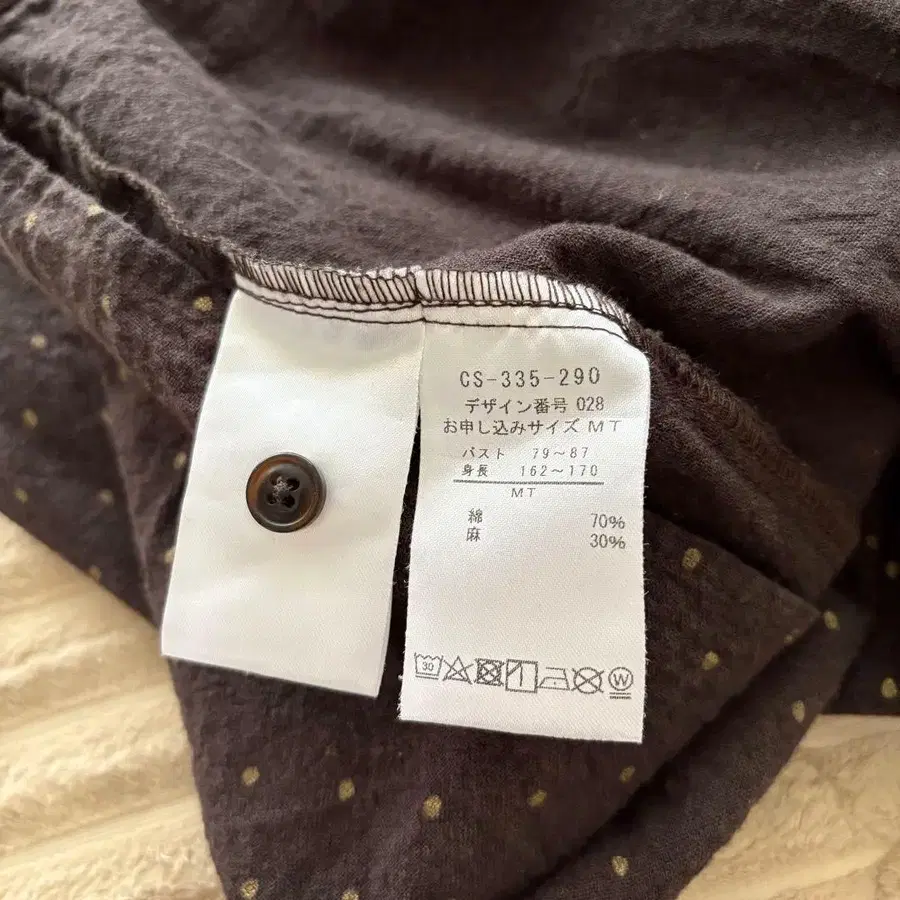 CS-335-290
デザイン番号 028
お申し込みサイズ MT
バスト 79～87
身長 162～170
MT
綿 70%
麻 30%
30
W